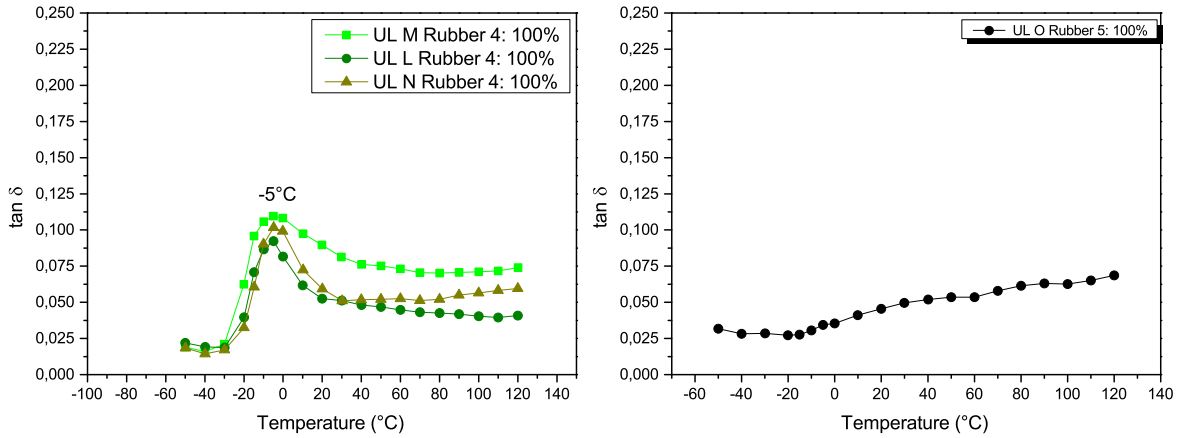 UL M Rubber 4: 100%
UL L Rubber 4: 100%
UL N Rubber 4: 100%
-5°C
0,250
0,225
0,200
0,175
0,150
0,125
0,100
0,075
0,050
0,025
0,000
tan δ
-100 -80 -60 -40 -20 0 20 40 60 80 100 120 140
Temperature (°C)
UL O Rubber 5: 100%
0,250
0,225
0,200
0,175
0,150
0,125
0,100
0,075
0,050
0,025
0,000
tan δ
-60 -40 -20 0 20 40 60 80 100 120 140
Temperature (°C)